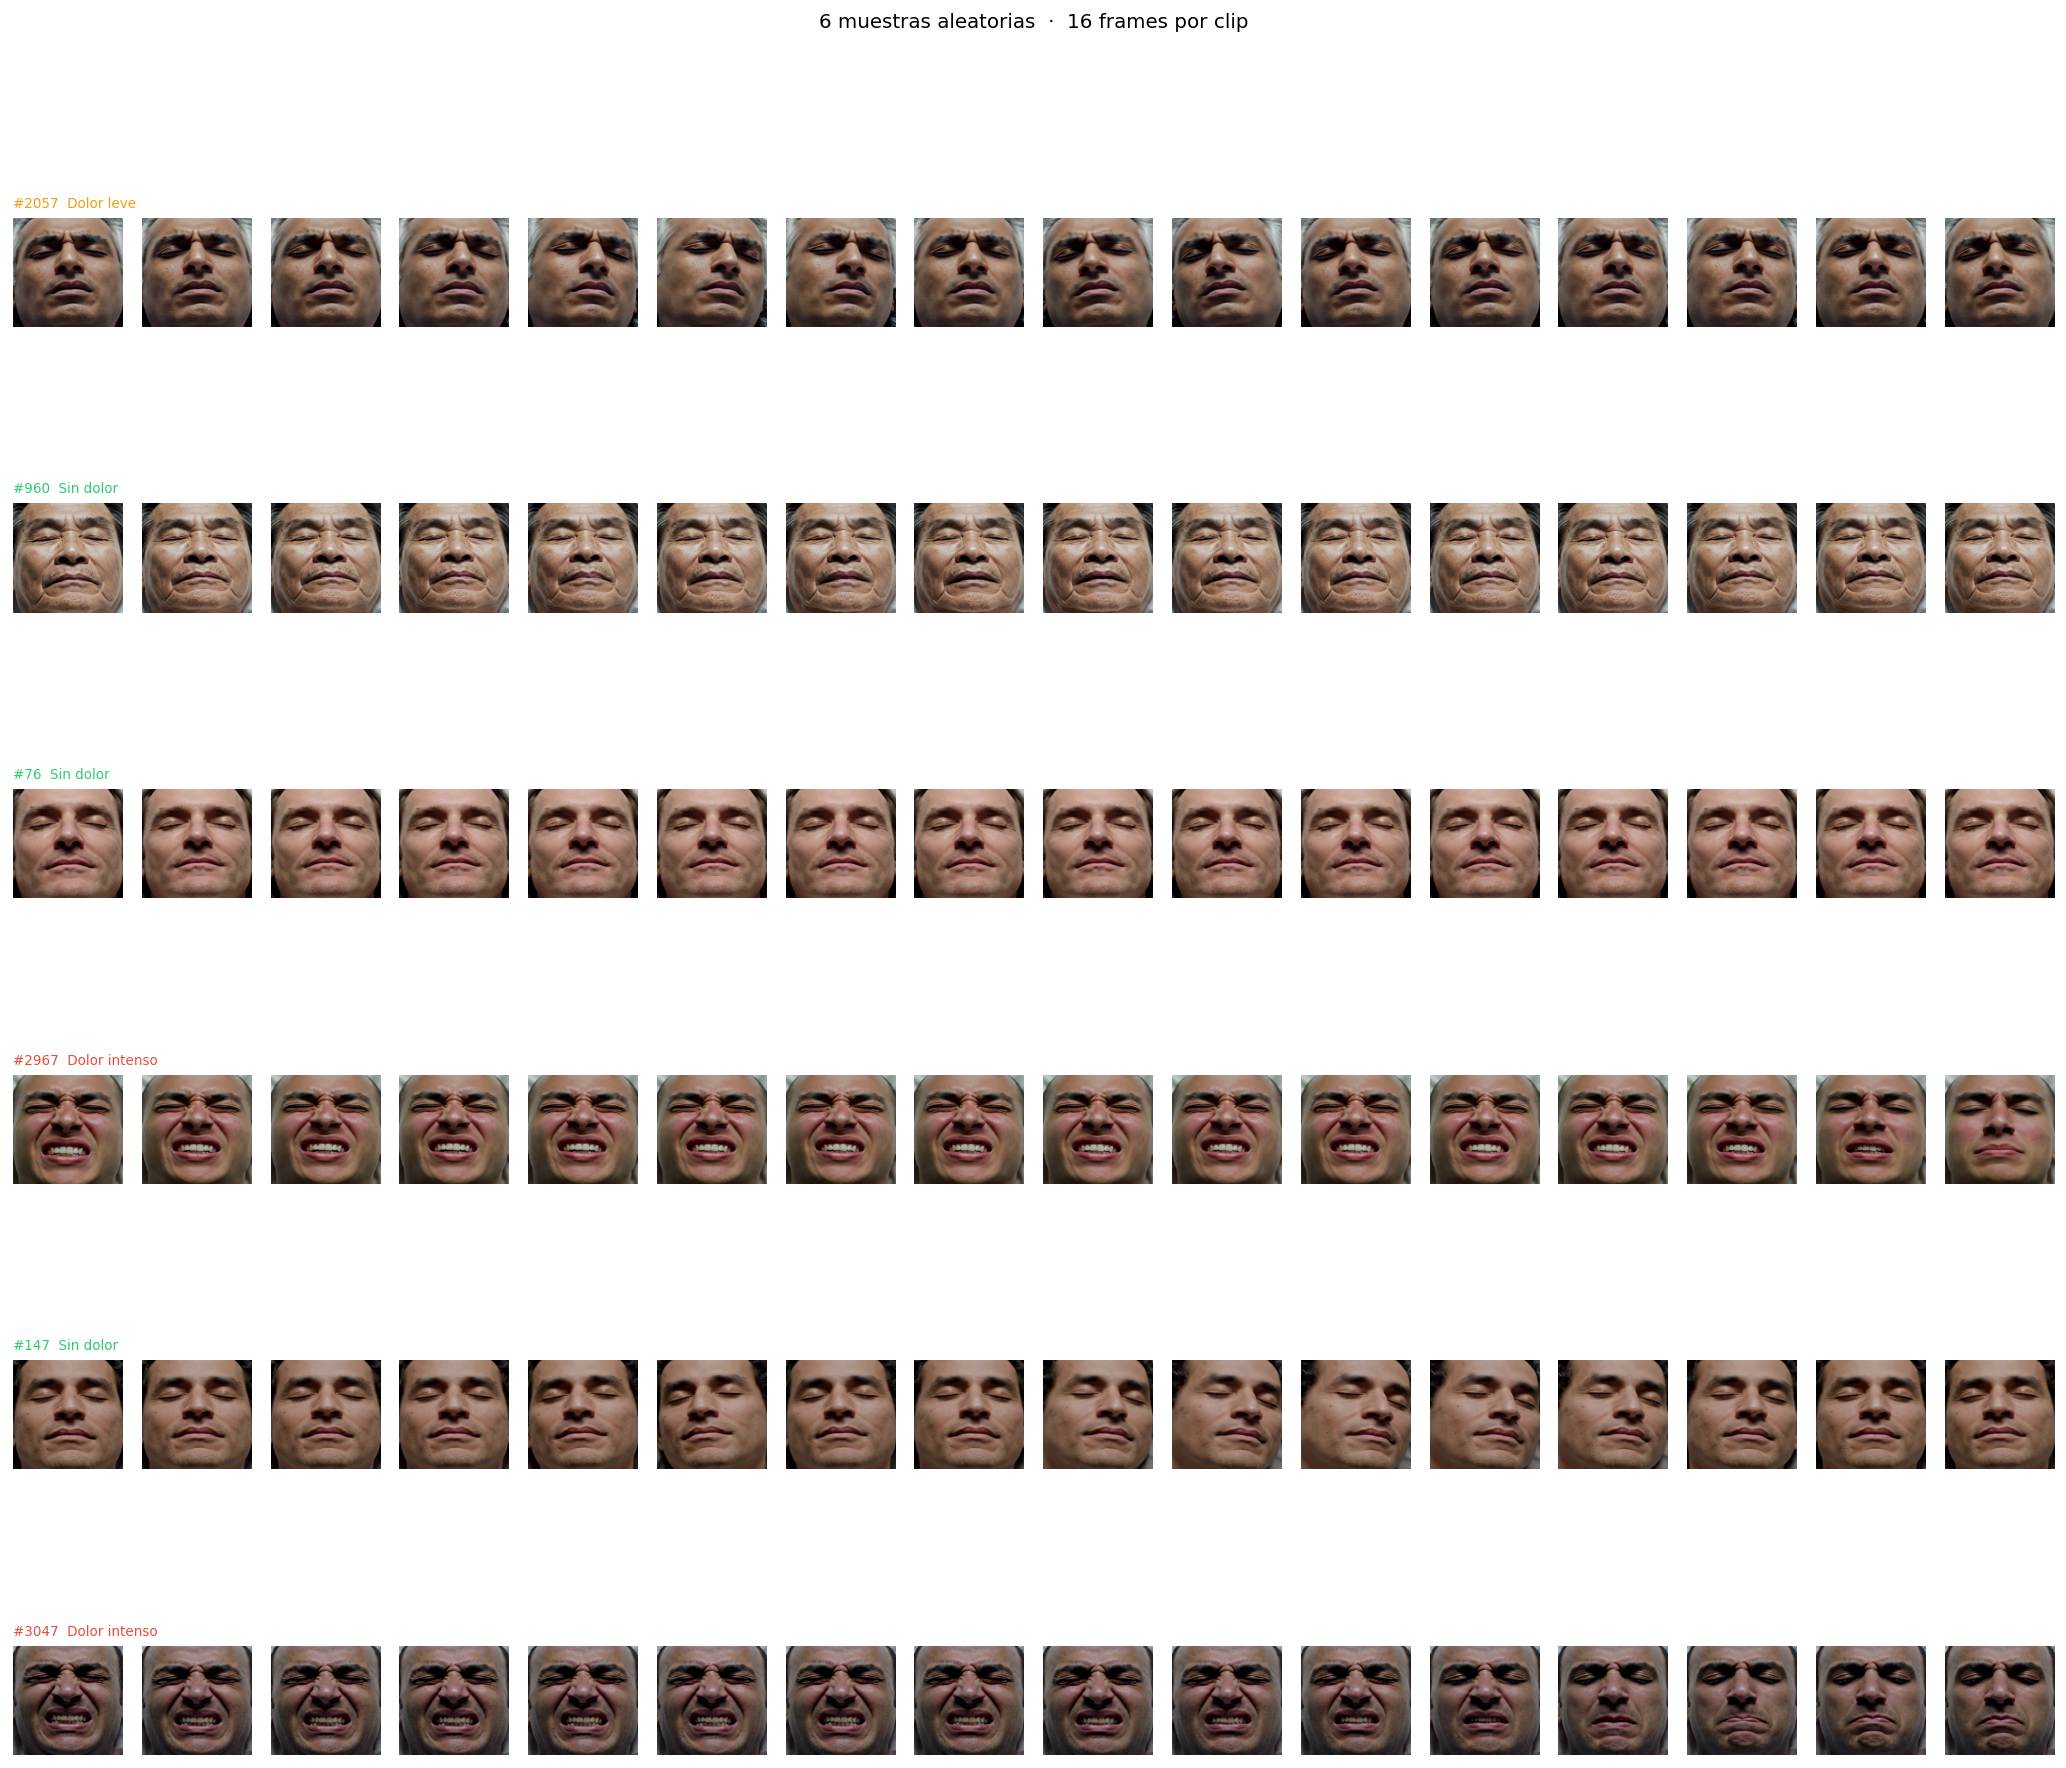 6 muestras aleatorias · 16 frames por clip
#2057 Dolor leve
#960 Sin dolor
#76 Sin dolor
#2967 Dolor intenso
#147 Sin dolor
#3047 Dolor intenso